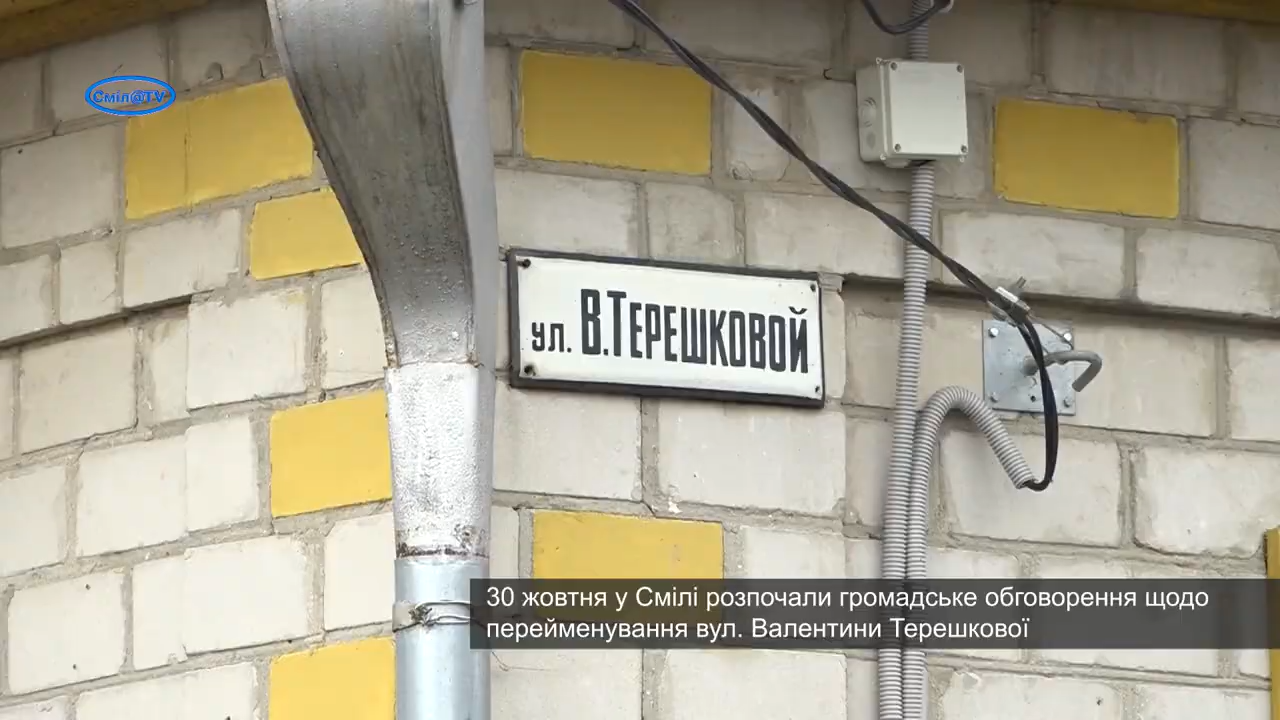 Сміл@TV
ул. В.Терешковой
30 жовтня у Смілі розпочали громадське обговорення щодо
перейменування вул. Валентини Терешкової